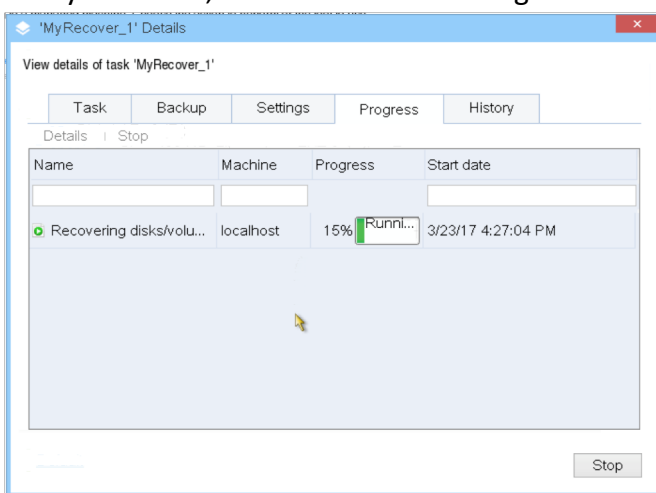 'MyRecover_1' Details
View details of task 'MyRecover_1'
Task Backup Settings Progress History
Details Stop
Name Machine Progress Start date
Recovering disks/volu... localhost 15% Runni... 3/23/17 4:27:04 PM
Stop